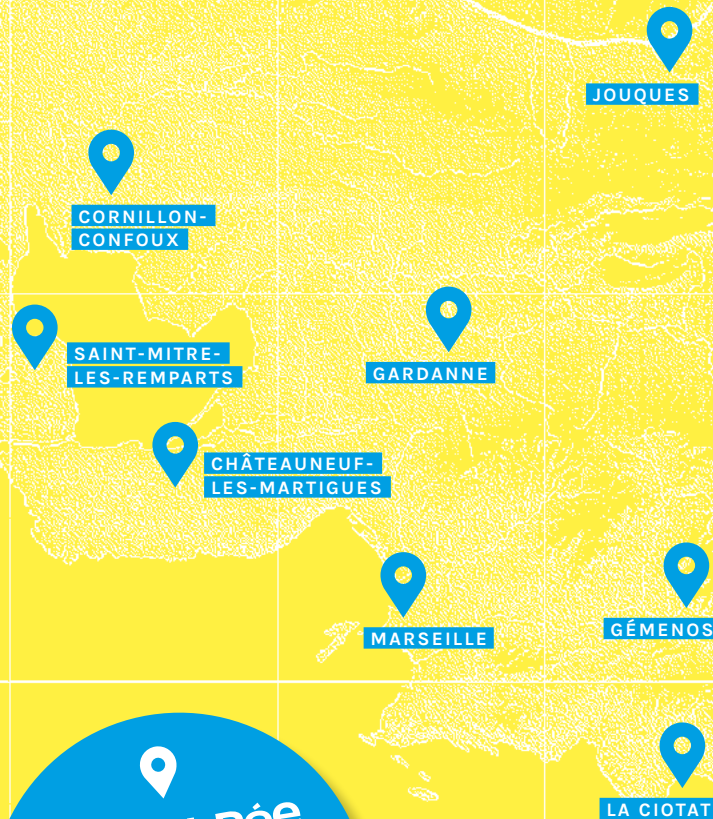 JOUQUES
CORNILLON-
CONFOUX
SAINT-MITRE-
LES-REMPARTS
GARDANNE
CHÂTEAUNEUF-
LES-MARTIGUES
MARSEILLE
GÉMENOS
LA CIOTAT